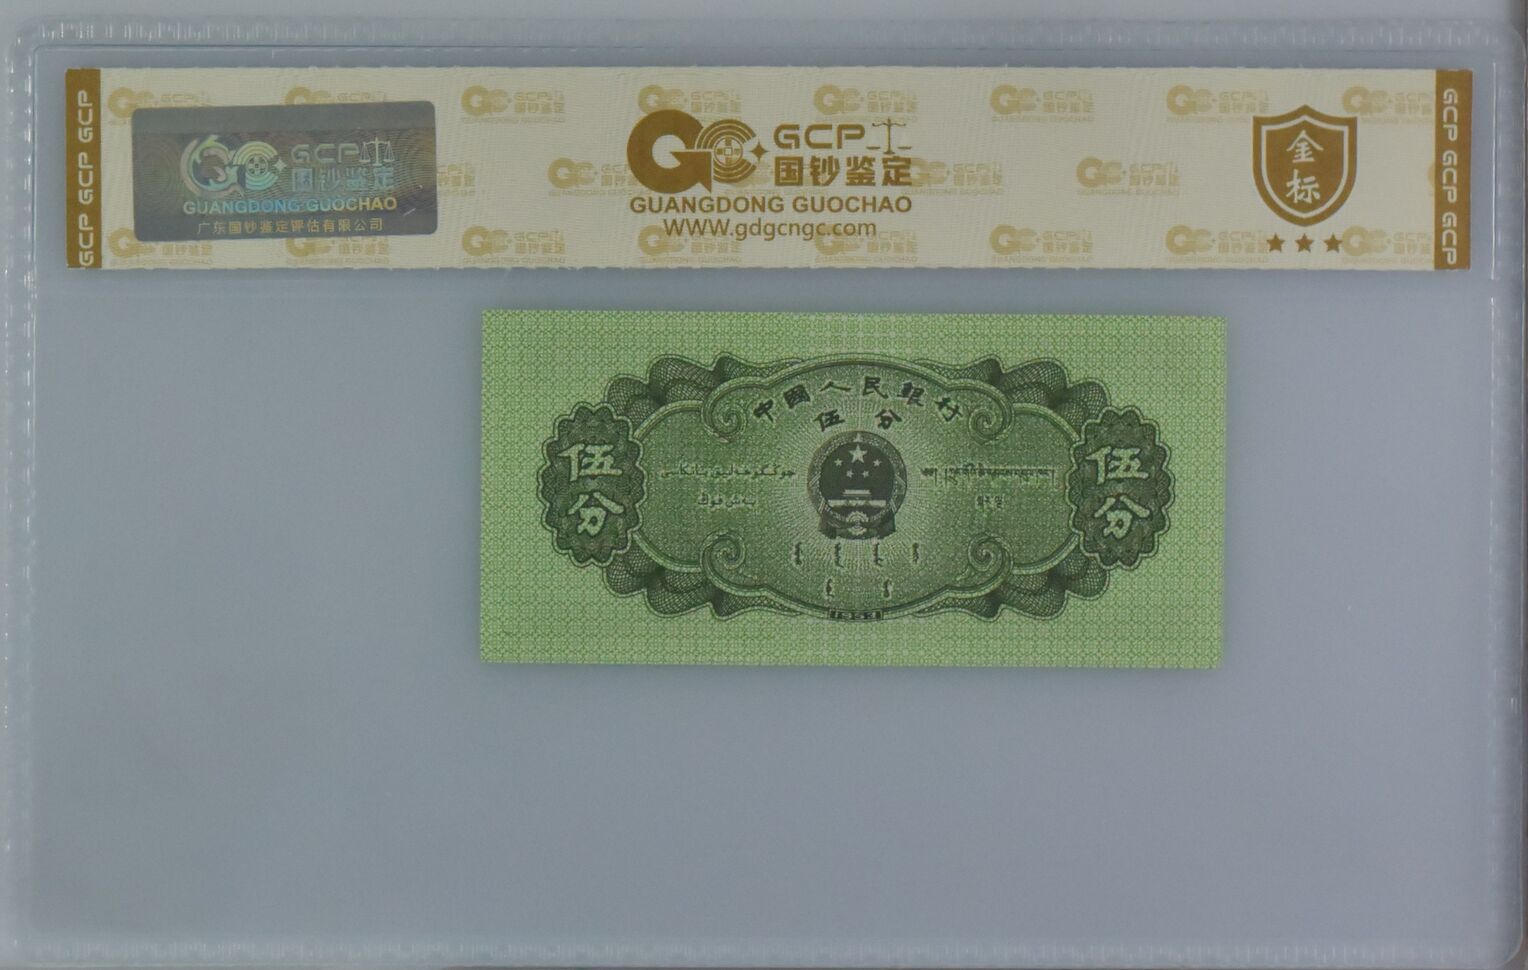 GCP GCP GCP
GCP
国钞鉴定
GUANGDONG GUOCHAO
广东国钞鉴定评估有限公司
GCP
国钞鉴定
GUANGDONG GUOCHAO
WWW.gdgcngc.com
金标
GCP GCP GCP
中国人民银行
伍分
伍分
伍分
1953